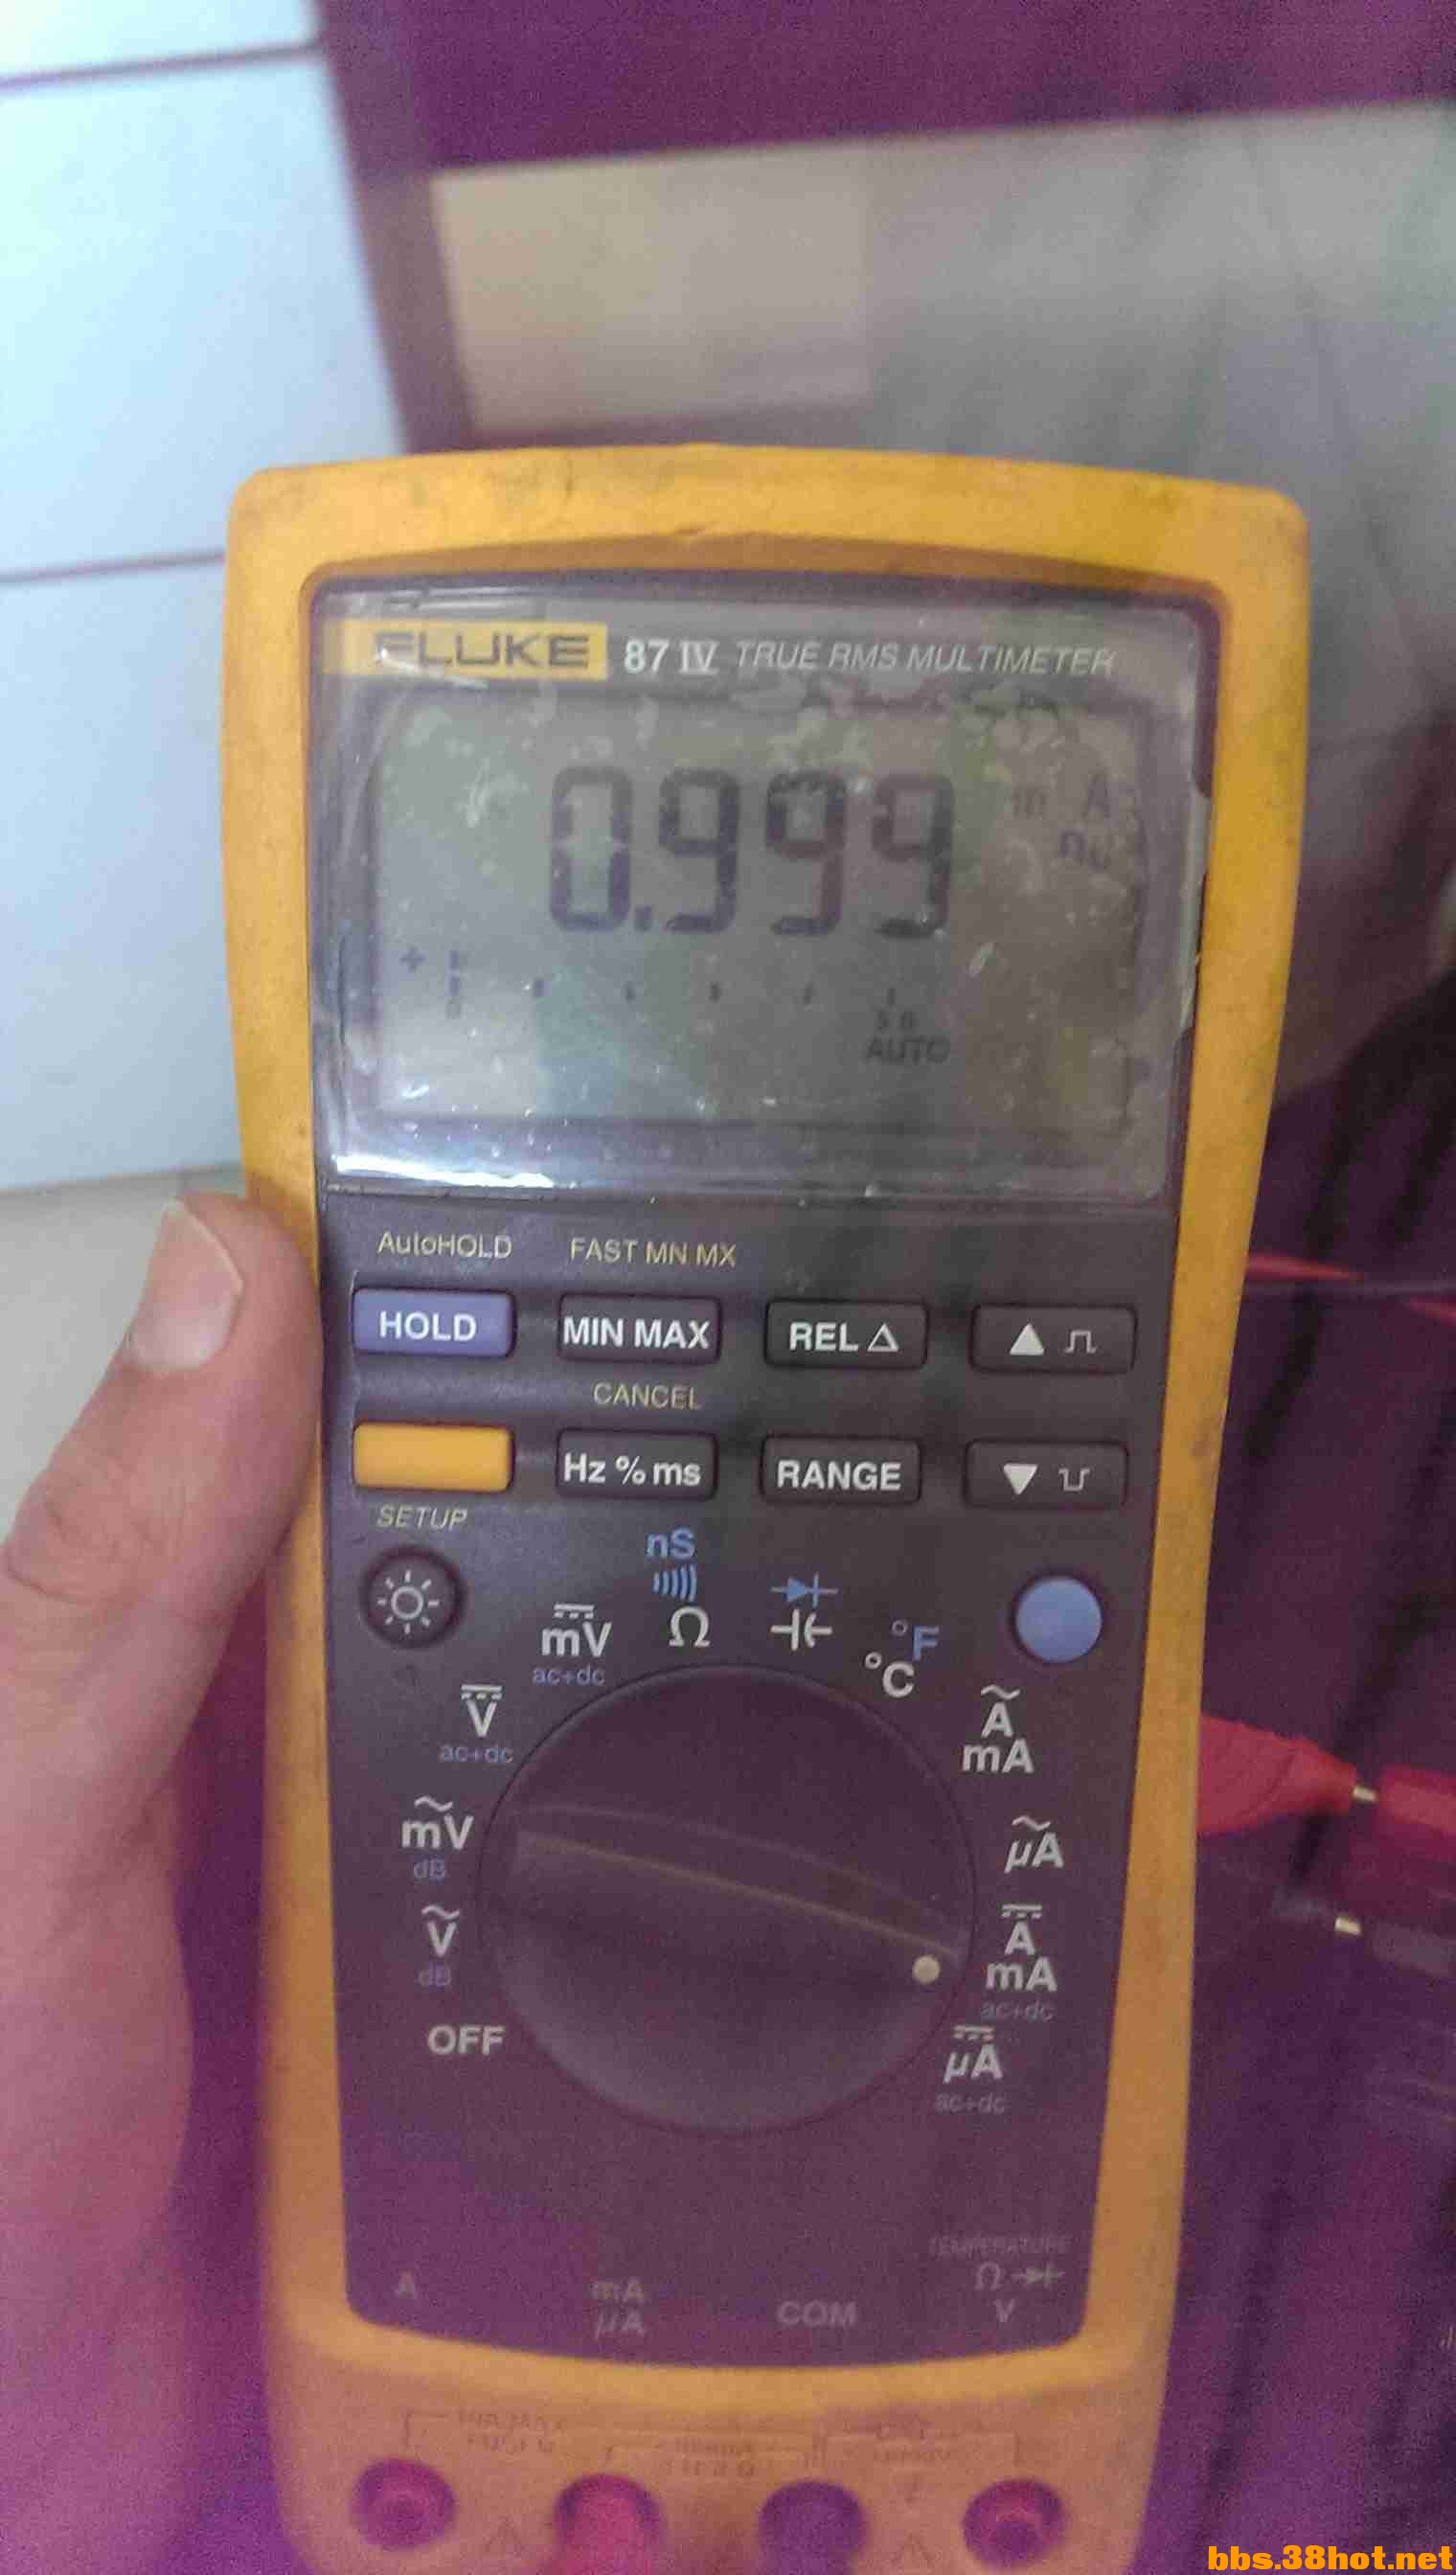 FLUKE 87 IV TRUE RMS MULTIMETER
0.999 m A
DC
AUTO
AutoHOLD FAST MN MX
HOLD MIN MAX REL Δ ▲
CANCEL
Hz % ms RANGE ▼
SETUP
nS
Ω
mV
ac+dc
°F
°C
V
ac+dc
A
mA
mV
dB
µA
V
dB
A
mA
ac+dc
OFF
µA
ac+dc
TEMPERATURE
Ω
A mA COM V
µA
bbs.38hot.net